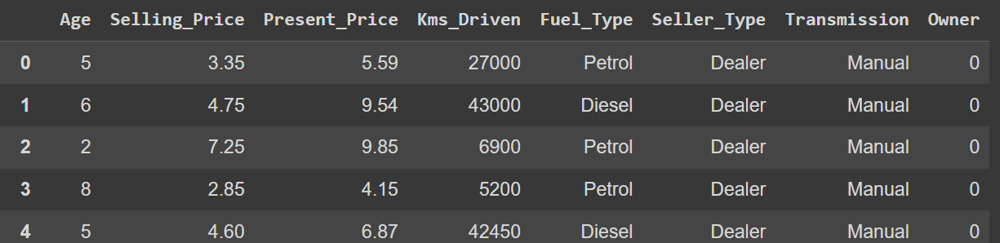 Age Selling_Price Present_Price Kms_Driven Fuel_Type Seller_Type Transmission Owner
0 5 3.35 5.59 27000 Petrol Dealer Manual 0
1 6 4.75 9.54 43000 Diesel Dealer Manual 0
2 2 7.25 9.85 6900 Petrol Dealer Manual 0
3 8 2.85 4.15 5200 Petrol Dealer Manual 0
4 5 4.60 6.87 42450 Diesel Dealer Manual 0